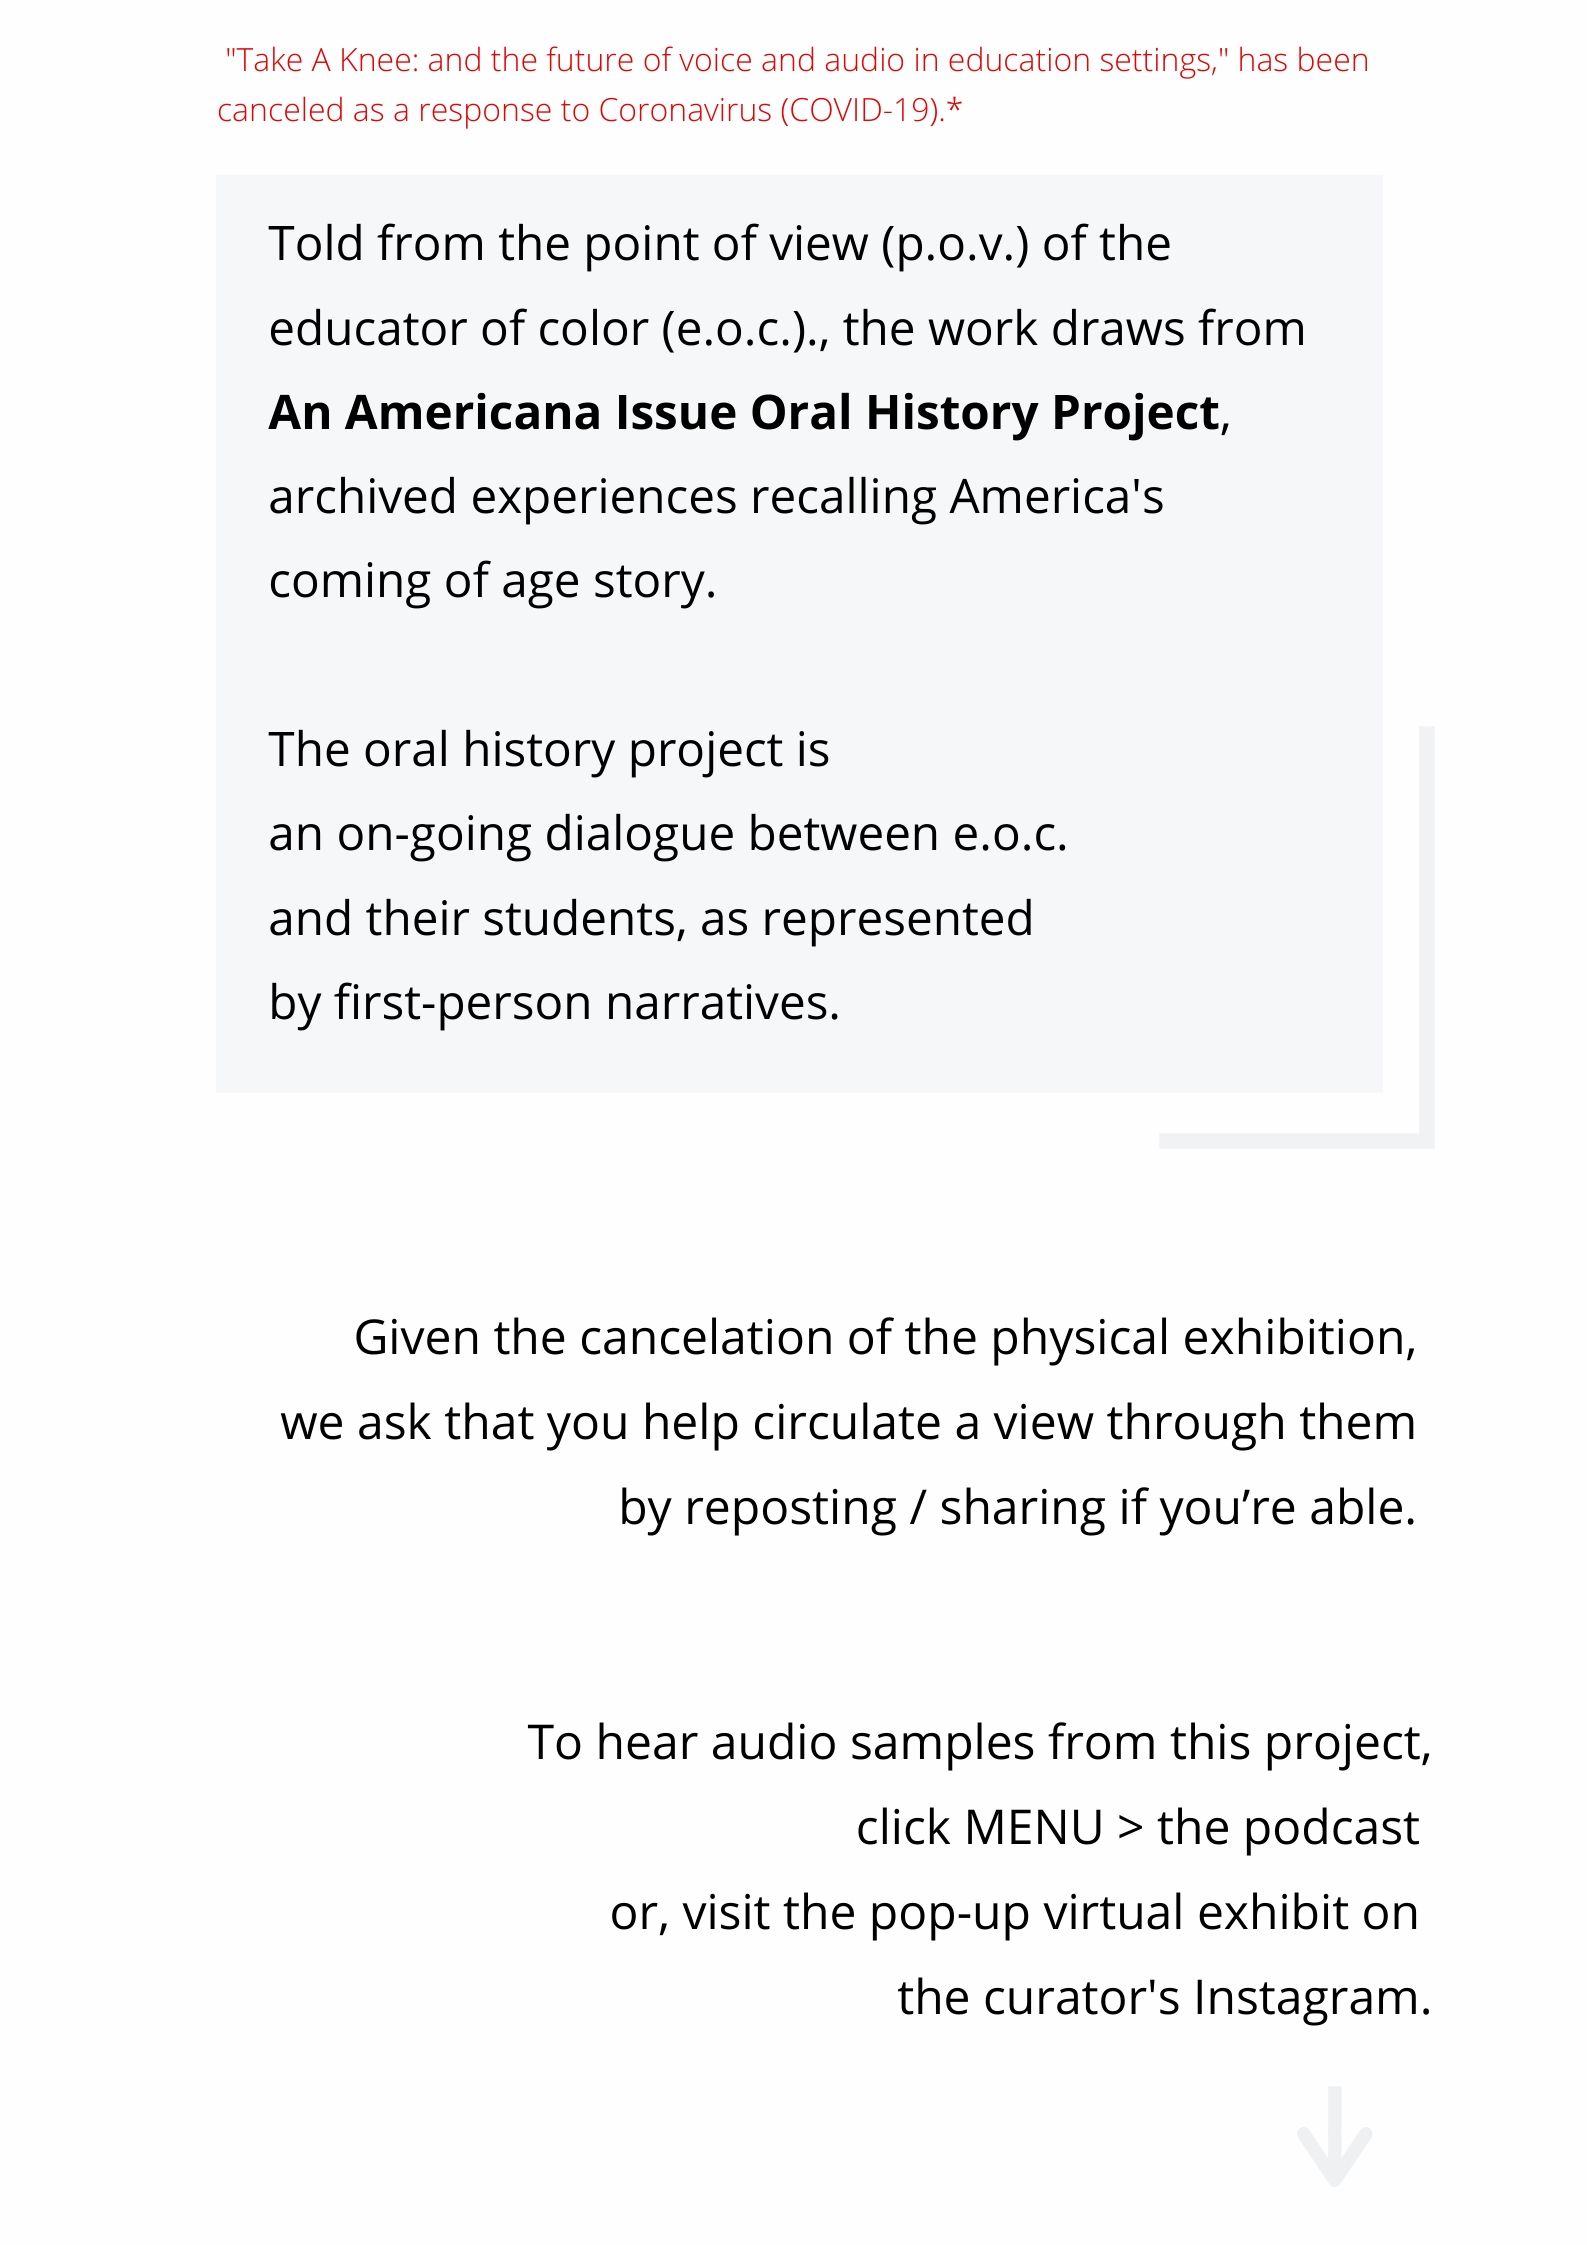 "Take A Knee: and the future of voice and audio in education settings," has been
canceled as a response to Coronavirus (COVID-19).*
Told from the point of view (p.o.v.) of the
educator of color (e.o.c.)., the work draws from
An Americana Issue Oral History Project,
archived experiences recalling America's
coming of age story.
The oral history project is
an on-going dialogue between e.o.c.
and their students, as represented
by first-person narratives.
Given the cancelation of the physical exhibition,
we ask that you help circulate a view through them
by reposting / sharing if you’re able.
To hear audio samples from this project,
click MENU > the podcast
or, visit the pop-up virtual exhibit on
the curator's Instagram.